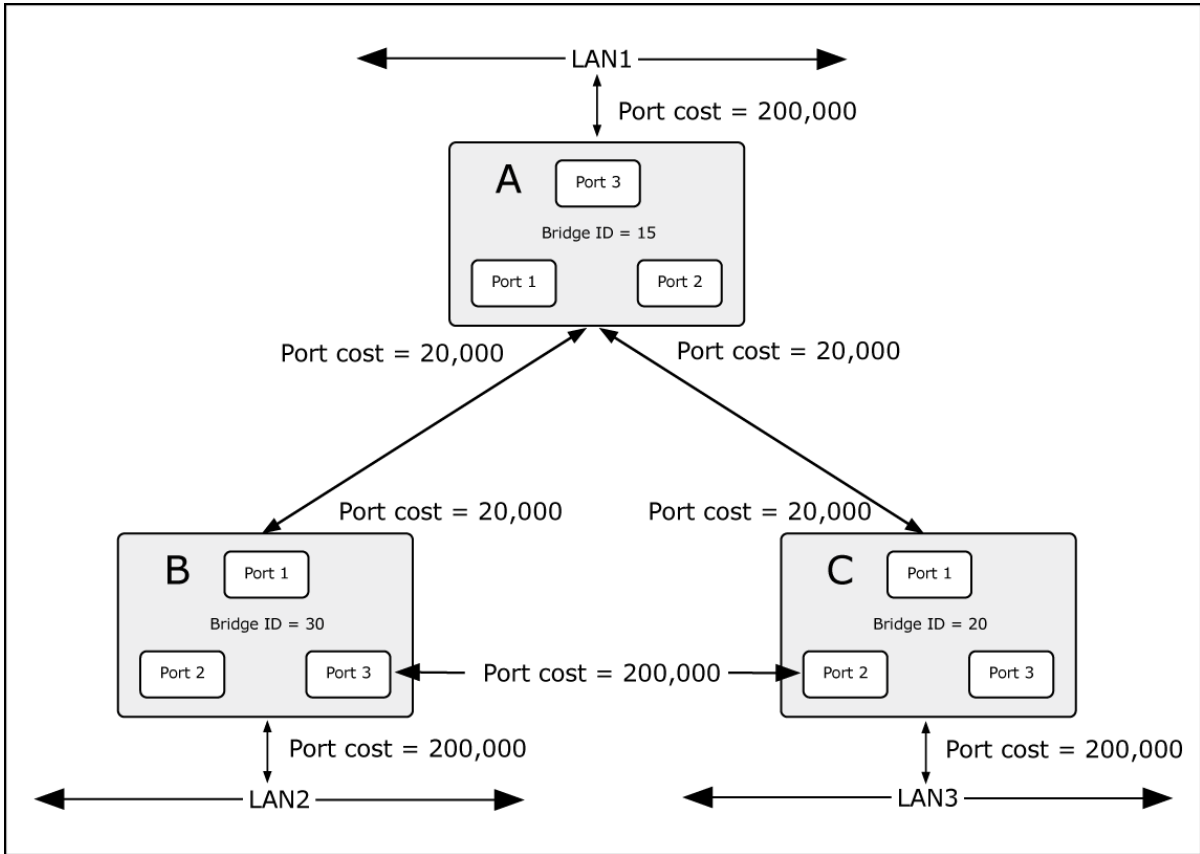 LAN1
Port cost = 200,000
A
Port 3
Bridge ID = 15
Port 1
Port 2
Port cost = 20,000
Port cost = 20,000
Port cost = 20,000
Port cost = 20,000
B
Port 1
Bridge ID = 30
Port 2
Port 3
C
Port 1
Bridge ID = 20
Port 2
Port 3
Port cost = 200,000
Port cost = 200,000
LAN2
Port cost = 200,000
LAN3